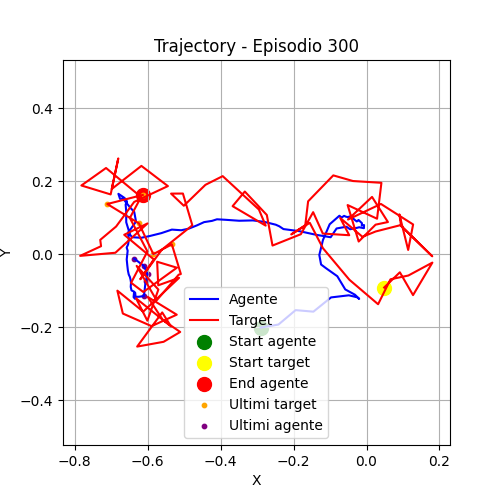 Trajectory - Episodio 300
Y
0.4
0.2
0.0
−0.2
−0.4
Agente
Target
Start agente
Start target
End agente
Ultimi target
Ultimi agente
−0.8
−0.6
−0.4
−0.2
0.0
0.2
X